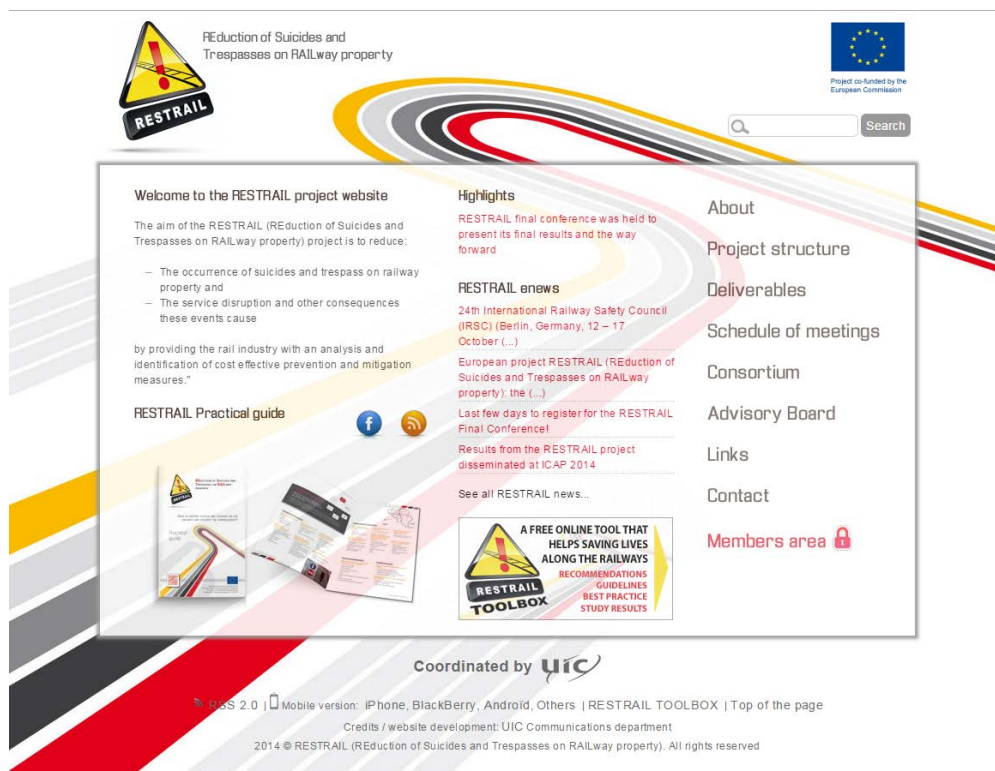 REduction of Suicides and
Trespasses on RAILway property
RESTRAIL
Project co-funded by the
European Commission
Search
Welcome to the RESTRAIL project website
The aim of the RESTRAIL (REduction of Suicides and
Trespasses on RAILway property) project is to reduce:
– The occurrence of suicides and trespass on railway
property and
– The service disruption and other consequences
these events cause
by providing the rail industry with an analysis and
identification of cost effective prevention and mitigation
measures."
RESTRAIL Practical guide
Practical
guide
Highlights
RESTRAIL final conference was held to
present its final results and the way
forward
RESTRAIL enews
24th International Railway Safety Council
(IRSC) (Berlin, Germany, 12 – 17
October (...)
European project RESTRAIL (REduction of
Suicides and Trespasses on RAILway
property): the (...)
Last few days to register for the RESTRAIL
Final Conference!
Results from the RESTRAIL project
disseminated at ICAP 2014
See all RESTRAIL news...
A FREE ONLINE TOOL THAT
HELPS SAVING LIVES
ALONG THE RAILWAYS
RECOMMENDATIONS
GUIDELINES
BEST PRACTICE
STUDY RESULTS
RESTRAIL
TOOLBOX
About
Project structure
Deliverables
Schedule of meetings
Consortium
Advisory Board
Links
Contact
Members area
Coordinated by uic
RSS 2.0 | Mobile version: iPhone, BlackBerry, Androïd, Others | RESTRAIL TOOLBOX | Top of the page
Credits / website development: UIC Communications department
2014 © RESTRAIL (REduction of Suicides and Trespasses on RAILway property). All rights reserved